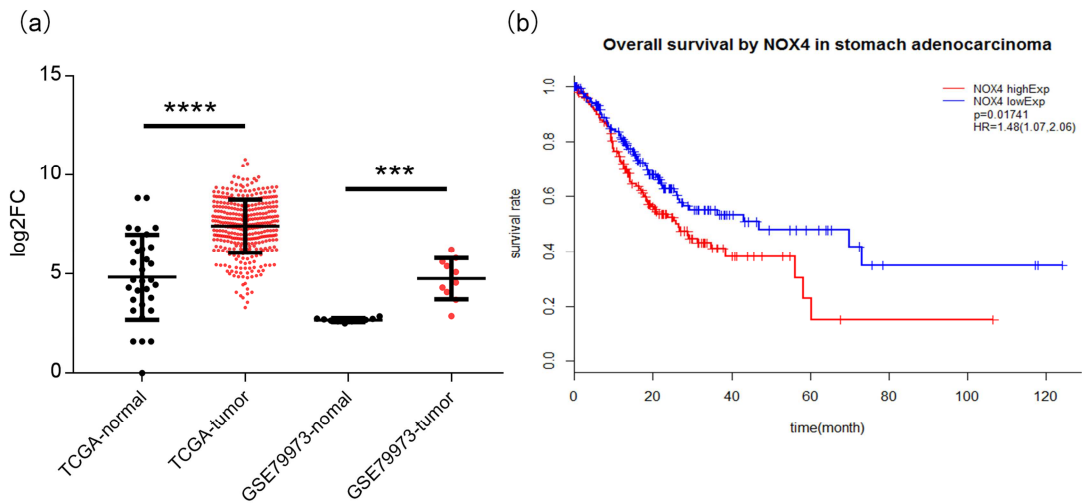 (a)
15
10
5
0
log2FC
****
***
TCGA-normal
TCGA-tumor
GSE79973-nomal
GSE79973-tumor
(b)
Overall survival by NOX4 in stomach adenocarcinoma
NOX4 highExp
NOX4 lowExp
p=0.01741
HR=1.48(1.07,2.06)
1.0
0.8
0.6
0.4
0.2
0.0
survival rate
0
20
40
60
80
100
120
time(month)